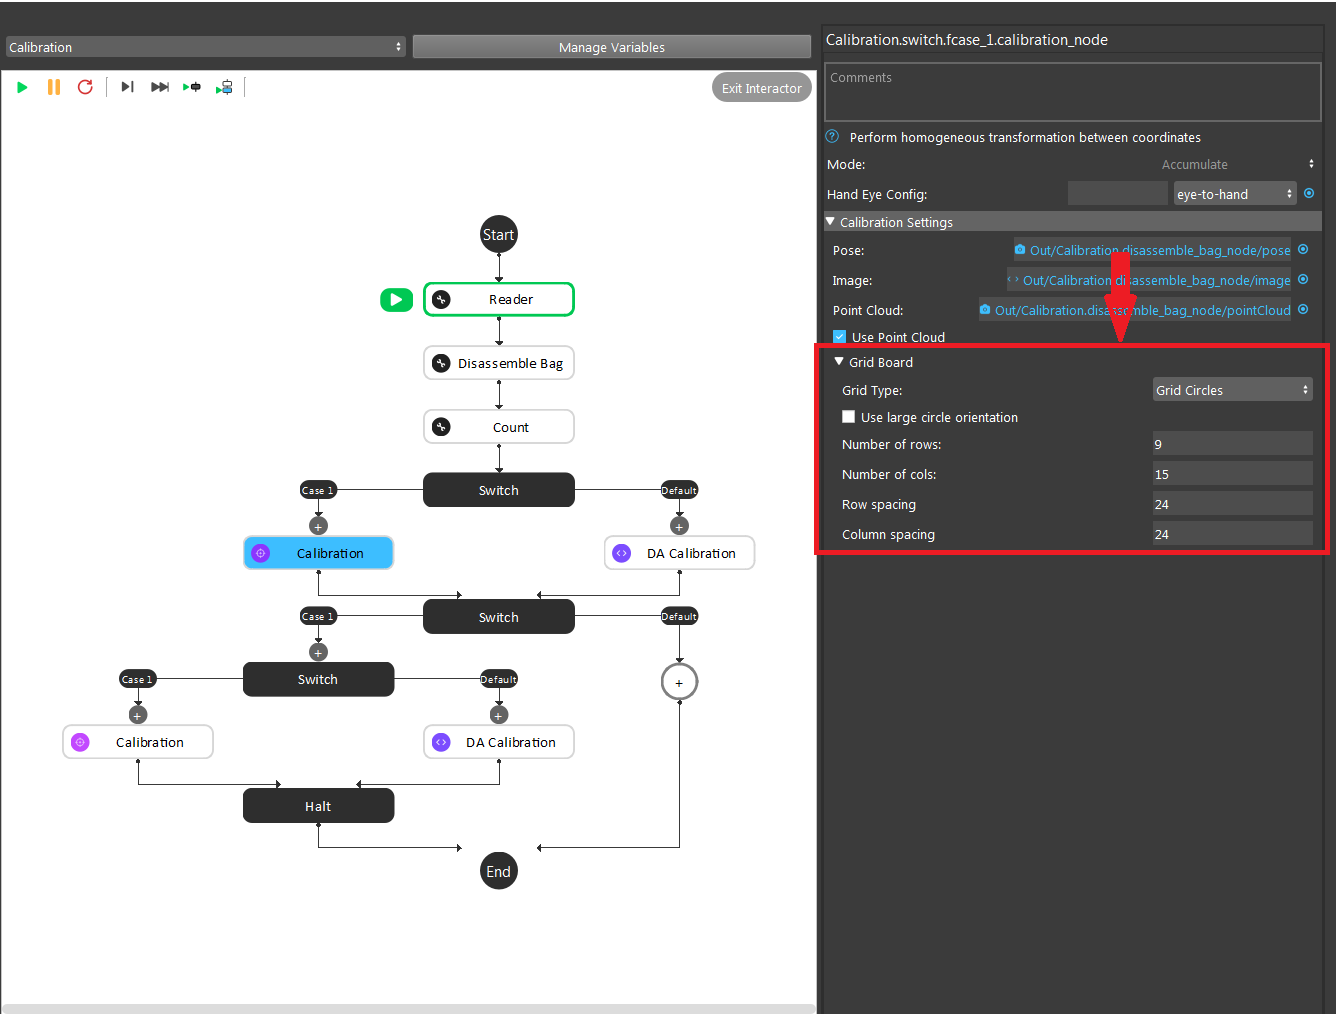 Calibration
Manage Variables
Exit Interactor
Start
Reader
Disassemble Bag
Count
Case 1
Switch
Default
+
+
Calibration
DA Calibration
Case 1
Switch
Default
+
Case 1
Switch
Default
+
+
+
Calibration
DA Calibration
Halt
End
Calibration.switch.fcase_1.calibration_node
Comments
? Perform homogeneous transformation between coordinates
Mode: Accumulate
Hand Eye Config: eye-to-hand
Calibration Settings
Pose: Out/Calibration.disassemble_bag_node/pose
Image: Out/Calibration.disassemble_bag_node/image
Point Cloud: Out/Calibration.disassemble_bag_node/pointCloud
Use Point Cloud
Grid Board
Grid Type: Grid Circles
Use large circle orientation
Number of rows: 9
Number of cols: 15
Row spacing 24
Column spacing 24